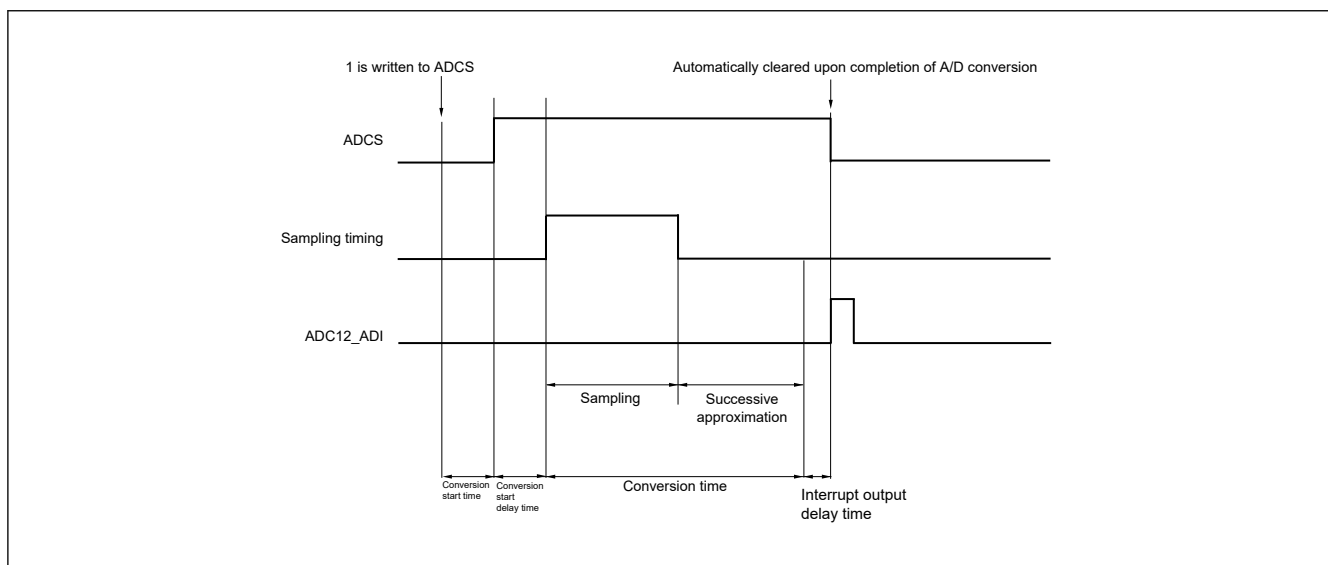 1 is written to ADCS
Automatically cleared upon completion of A/D conversion
ADCS
Sampling timing
ADC12_ADI
Sampling
Successive
approximation
Conversion
start time
Conversion
start
delay time
Conversion time
Interrupt output
delay time